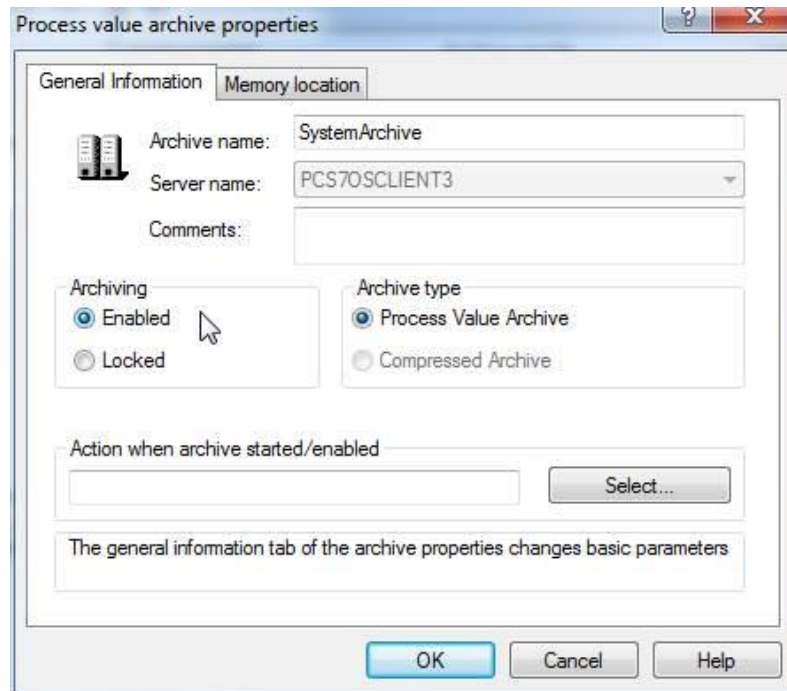 Process value archive properties
General Information
Memory location
Archive name: SystemArchive
Server name: PCS7OSCLIENT3
Comments:
Archiving
Archive type
Enabled
Process Value Archive
Locked
Compressed Archive
Action when archive started/enabled
Select...
The general information tab of the archive properties changes basic parameters
OK
Cancel
Help